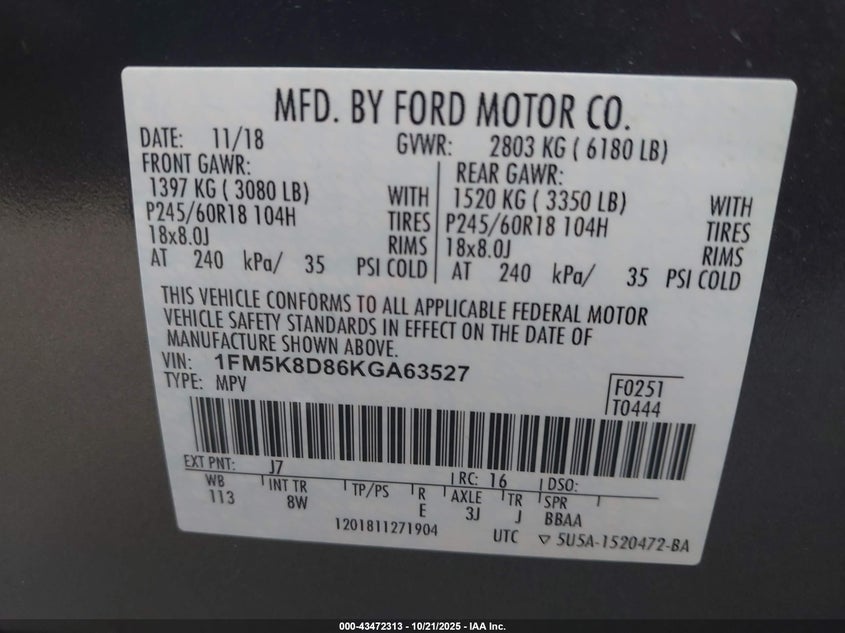 MFD. BY FORD MOTOR CO.
DATE: 11/18 GVWR: 2803 KG ( 6180 LB)
FRONT GAWR: REAR GAWR:
1397 KG ( 3080 LB) WITH 1520 KG ( 3350 LB) WITH
P245/60R18 104H TIRES P245/60R18 104H TIRES
18x8.0J RIMS 18x8.0J RIMS
AT 240 kPa/ 35 PSI COLD AT 240 kPa/ 35 PSI COLD
THIS VEHICLE CONFORMS TO ALL APPLICABLE FEDERAL MOTOR
VEHICLE SAFETY STANDARDS IN EFFECT ON THE DATE OF
MANUFACTURE SHOWN ABOVE.
VIN: 1FM5K8D86KGA63527
TYPE: MPV
F0251
T0444
EXT PNT: J7 RC: 16 DSO:
WB INT TR TP/PS R AXLE TR SPR
113 8W E 3J J BBAA
1201811271904 UTC ▽ 5U5A-1520472-BA
000-43472313 - 10/21/2025 - IAA Inc.